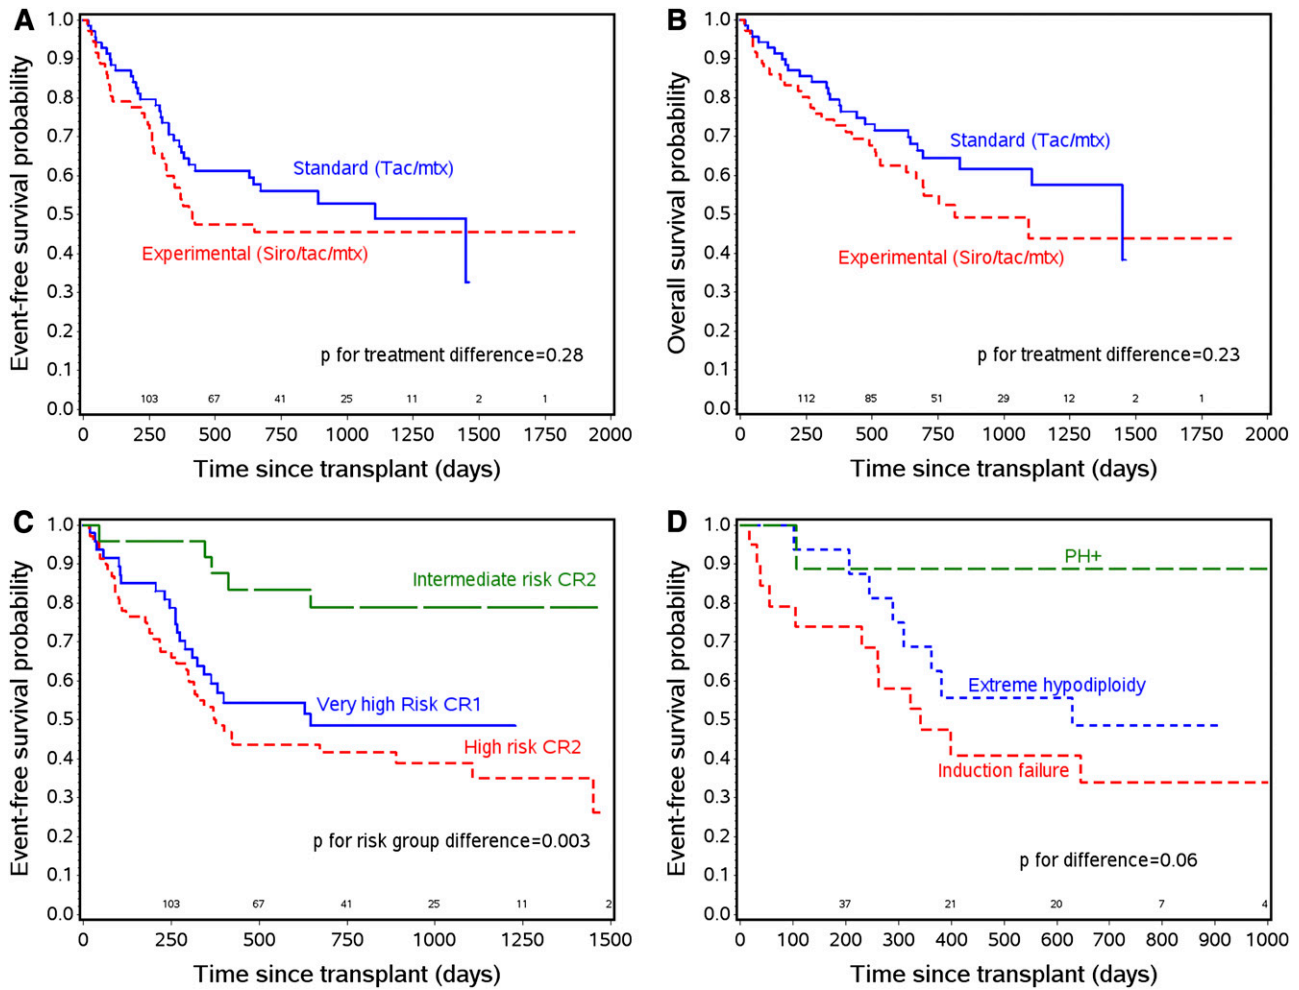 A
Event-free survival probability
1.0
0.9
0.8
0.7
0.6
0.5
0.4
0.3
0.2
0.1
0.0
Standard (Tac/mtx)
Experimental (Siro/tac/mtx)
p for treatment difference=0.28
103 67 41 25 11 2 1
0 250 500 750 1000 1250 1500 1750 2000
Time since transplant (days)
B
Overall survival probability
1.0
0.9
0.8
0.7
0.6
0.5
0.4
0.3
0.2
0.1
0.0
Standard (Tac/mtx)
Experimental (Siro/tac/mtx)
p for treatment difference=0.23
112 85 51 29 12 2 1
0 250 500 750 1000 1250 1500 1750 2000
Time since transplant (days)
C
Event-free survival probability
1.0
0.9
0.8
0.7
0.6
0.5
0.4
0.3
0.2
0.1
0.0
Intermediate risk CR2
Very high Risk CR1
High risk CR2
p for risk group difference=0.003
103 67 41 25 11 2
0 250 500 750 1000 1250 1500
Time since transplant (days)
D
Event-free survival probability
1.0
0.9
0.8
0.7
0.6
0.5
0.4
0.3
0.2
0.1
0.0
PH+
Extreme hypodiploidy
Induction failure
p for difference=0.06
37 21 20 7 4
0 100 200 300 400 500 600 700 800 900 1000
Time since transplant (days)